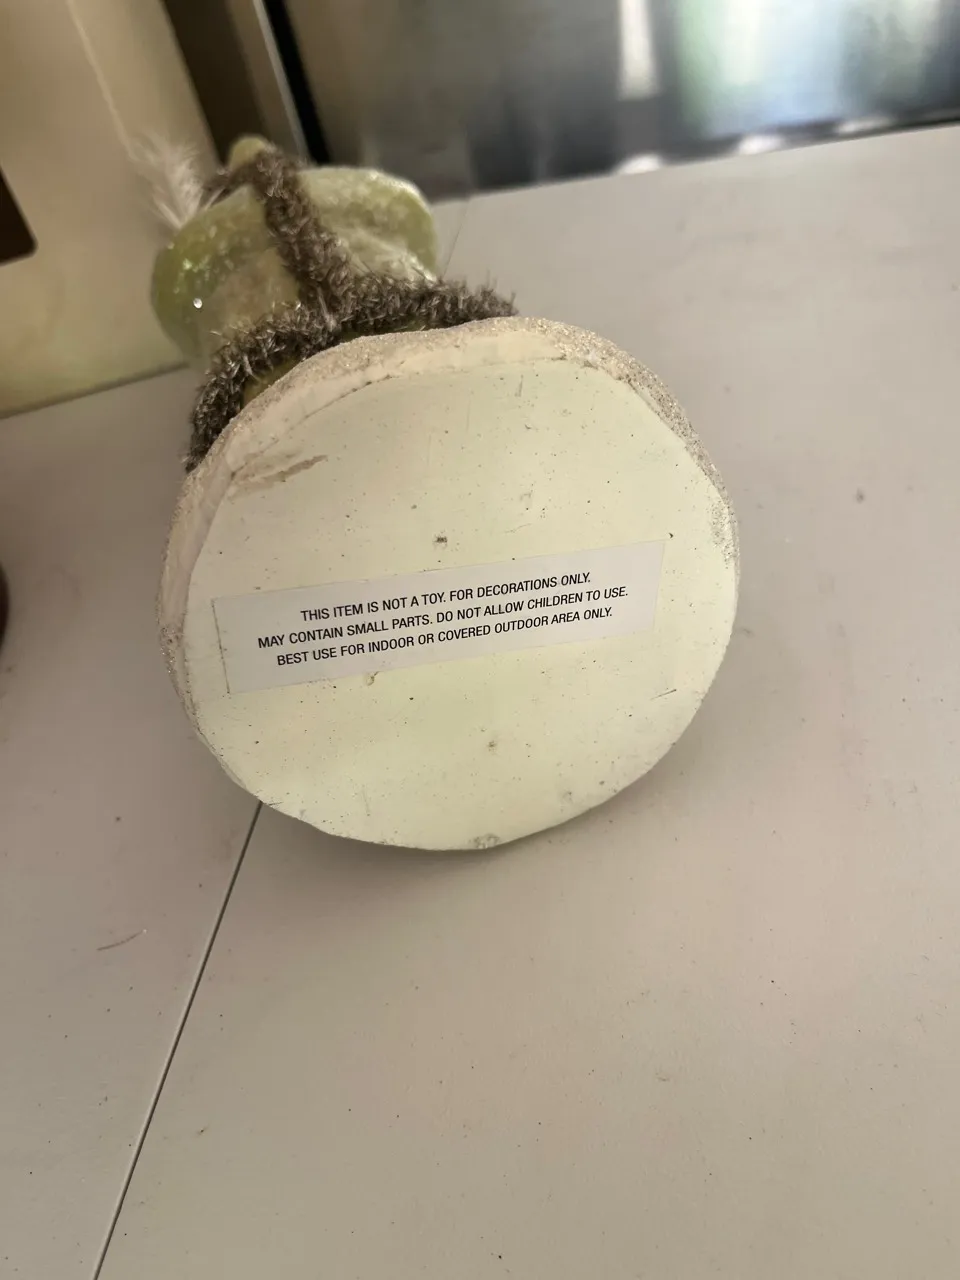 THIS ITEM IS NOT A TOY. FOR DECORATIONS ONLY.
MAY CONTAIN SMALL PARTS. DO NOT ALLOW CHILDREN TO USE.
BEST USE FOR INDOOR OR COVERED OUTDOOR AREA ONLY.